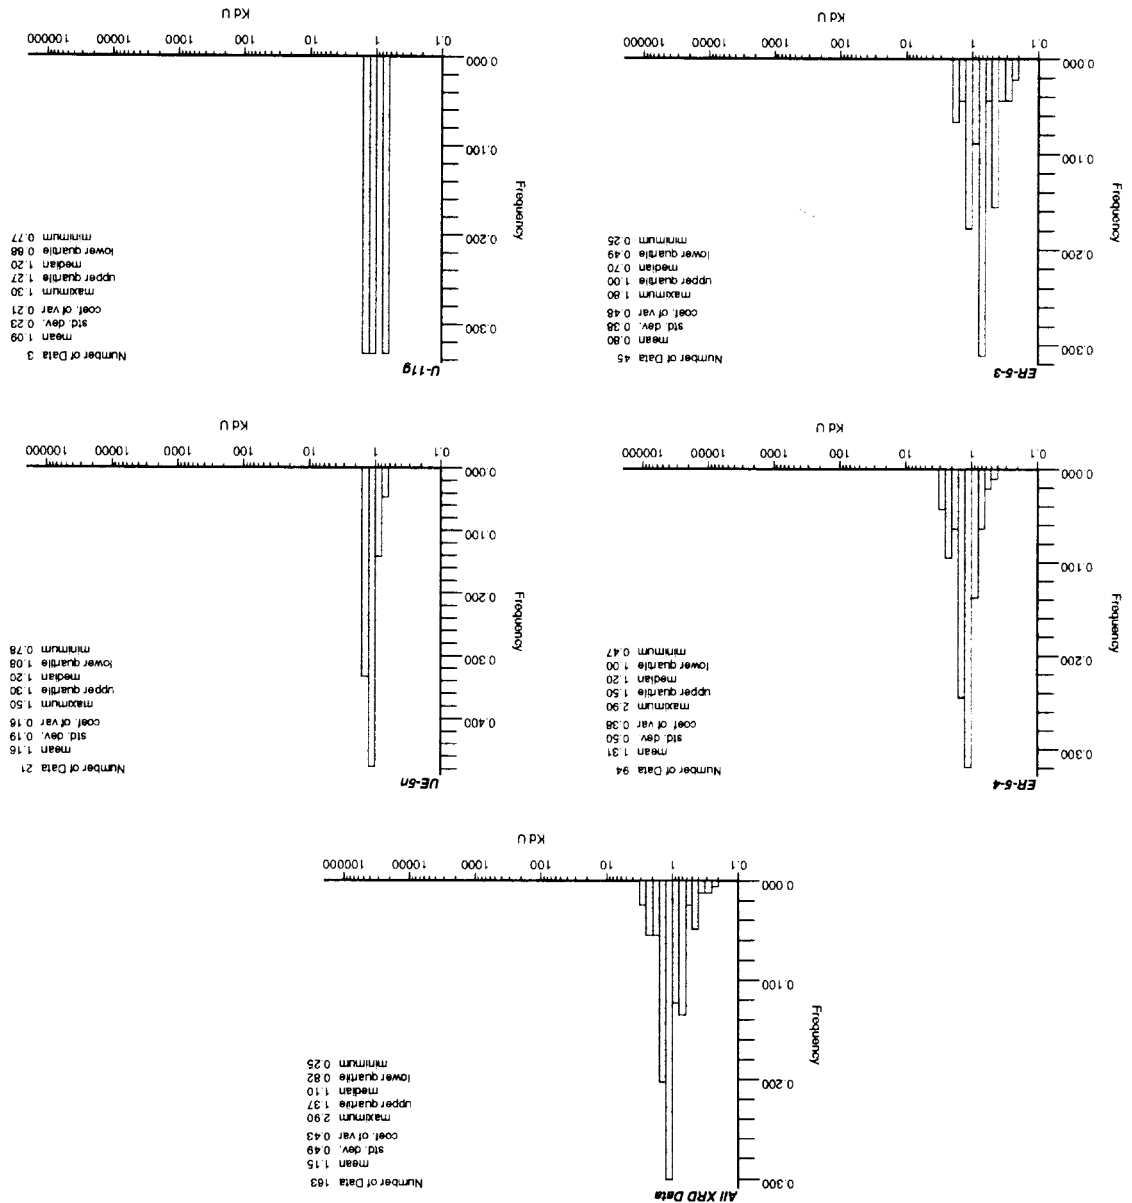 All XRD Data
Number of Data 163
mean 1.15
std. dev. 0.49
coef. of var 0.43
maximum 2.90
upper quartile 1.37
median 1.10
lower quartile 0.82
minimum 0.25
Frequency
0.300
0.200
0.100
0.000
0.1 1 10 100 1000 10000 100000
Kd U
ER-5-4
Number of Data 94
mean 1.31
std. dev. 0.50
coef. of var 0.38
maximum 2.90
upper quartile 1.50
median 1.20
lower quartile 1.00
minimum 0.47
Frequency
0.300
0.200
0.100
0.000
0.1 1 10 100 1000 10000 100000
Kd U
UE-5n
Number of Data 21
mean 1.16
std. dev. 0.19
coef. of var 0.16
maximum 1.50
upper quartile 1.30
median 1.20
lower quartile 1.08
minimum 0.78
Frequency
0.400
0.300
0.200
0.100
0.000
0.1 1 10 100 1000 10000 100000
Kd U
ER-5-3
Number of Data 45
mean 0.80
std. dev. 0.38
coef. of var 0.48
maximum 1.80
upper quartile 1.00
median 0.70
lower quartile 0.49
minimum 0.25
Frequency
0.300
0.200
0.100
0.000
0.1 1 10 100 1000 10000 100000
Kd U
U-11g
Number of Data 3
mean 1.09
std. dev. 0.23
coef. of var 0.21
maximum 1.30
upper quartile 1.27
median 1.20
lower quartile 0.88
minimum 0.77
Frequency
0.300
0.200
0.100
0.000
0.1 1 10 100 1000 10000 100000
Kd U